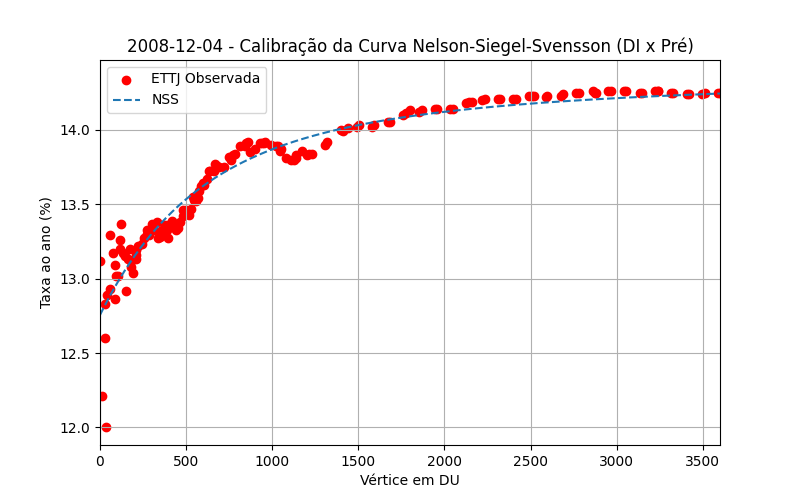 2008-12-04 - Calibração da Curva Nelson-Siegel-Svensson (DI x Pré)
ETTJ Observada
NSS
Taxa ao ano (%)
14.0
13.5
13.0
12.5
12.0
0 500 1000 1500 2000 2500 3000 3500
Vértice em DU